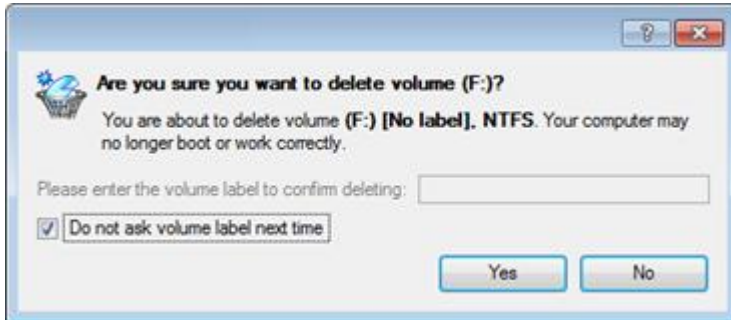 Are you sure you want to delete volume (F:)?
You are about to delete volume (F:) [No label], NTFS. Your computer may
no longer boot or work correctly.
Please enter the volume label to confirm deleting:
Do not ask volume label next time
Yes No